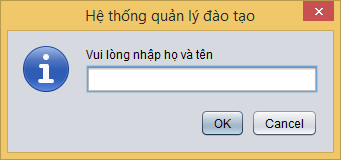 Hệ thống quản lý đào tạo
Vui lòng nhập họ và tên
OK
Cancel